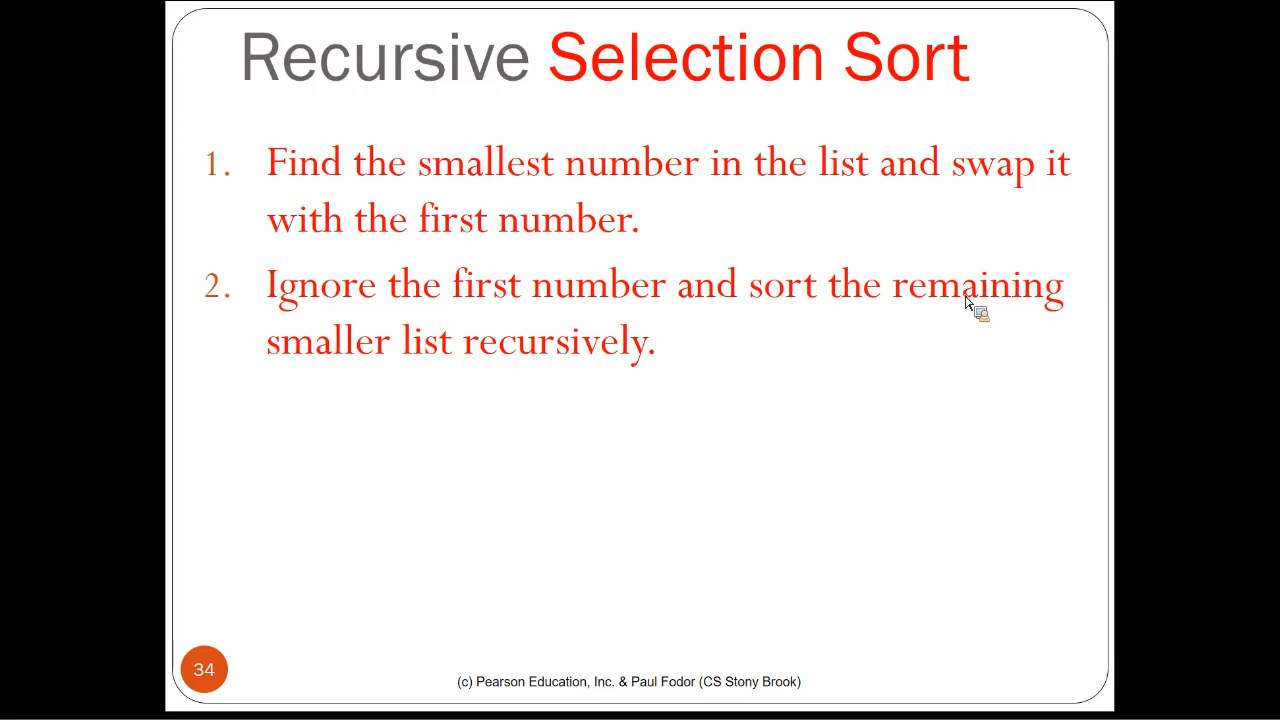 Recursive Selection Sort
1. Find the smallest number in the list and swap it
with the first number.
2. Ignore the first number and sort the remaining
smaller list recursively.
34
(c) Pearson Education, Inc. & Paul Fodor (CS Stony Brook)